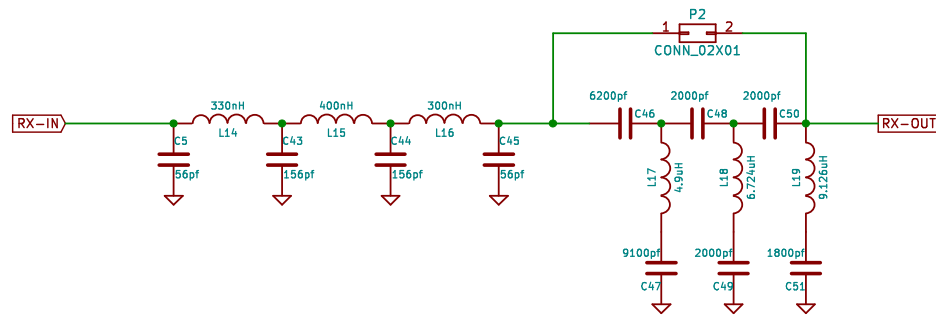 P2
1 2
CONN_02X01
6200pf 2000pf 2000pf
330nH 400nH 300nH
C46 C48 C50
RX-IN RX-OUT
L14 L15 L16
C5 C43 C44 C45
56pf 156pf 156pf 56pf
L17 4.9uH L18 6.724uH L19 9.126uH
9100pf 2000pf 1800pf
C47 C49 C51